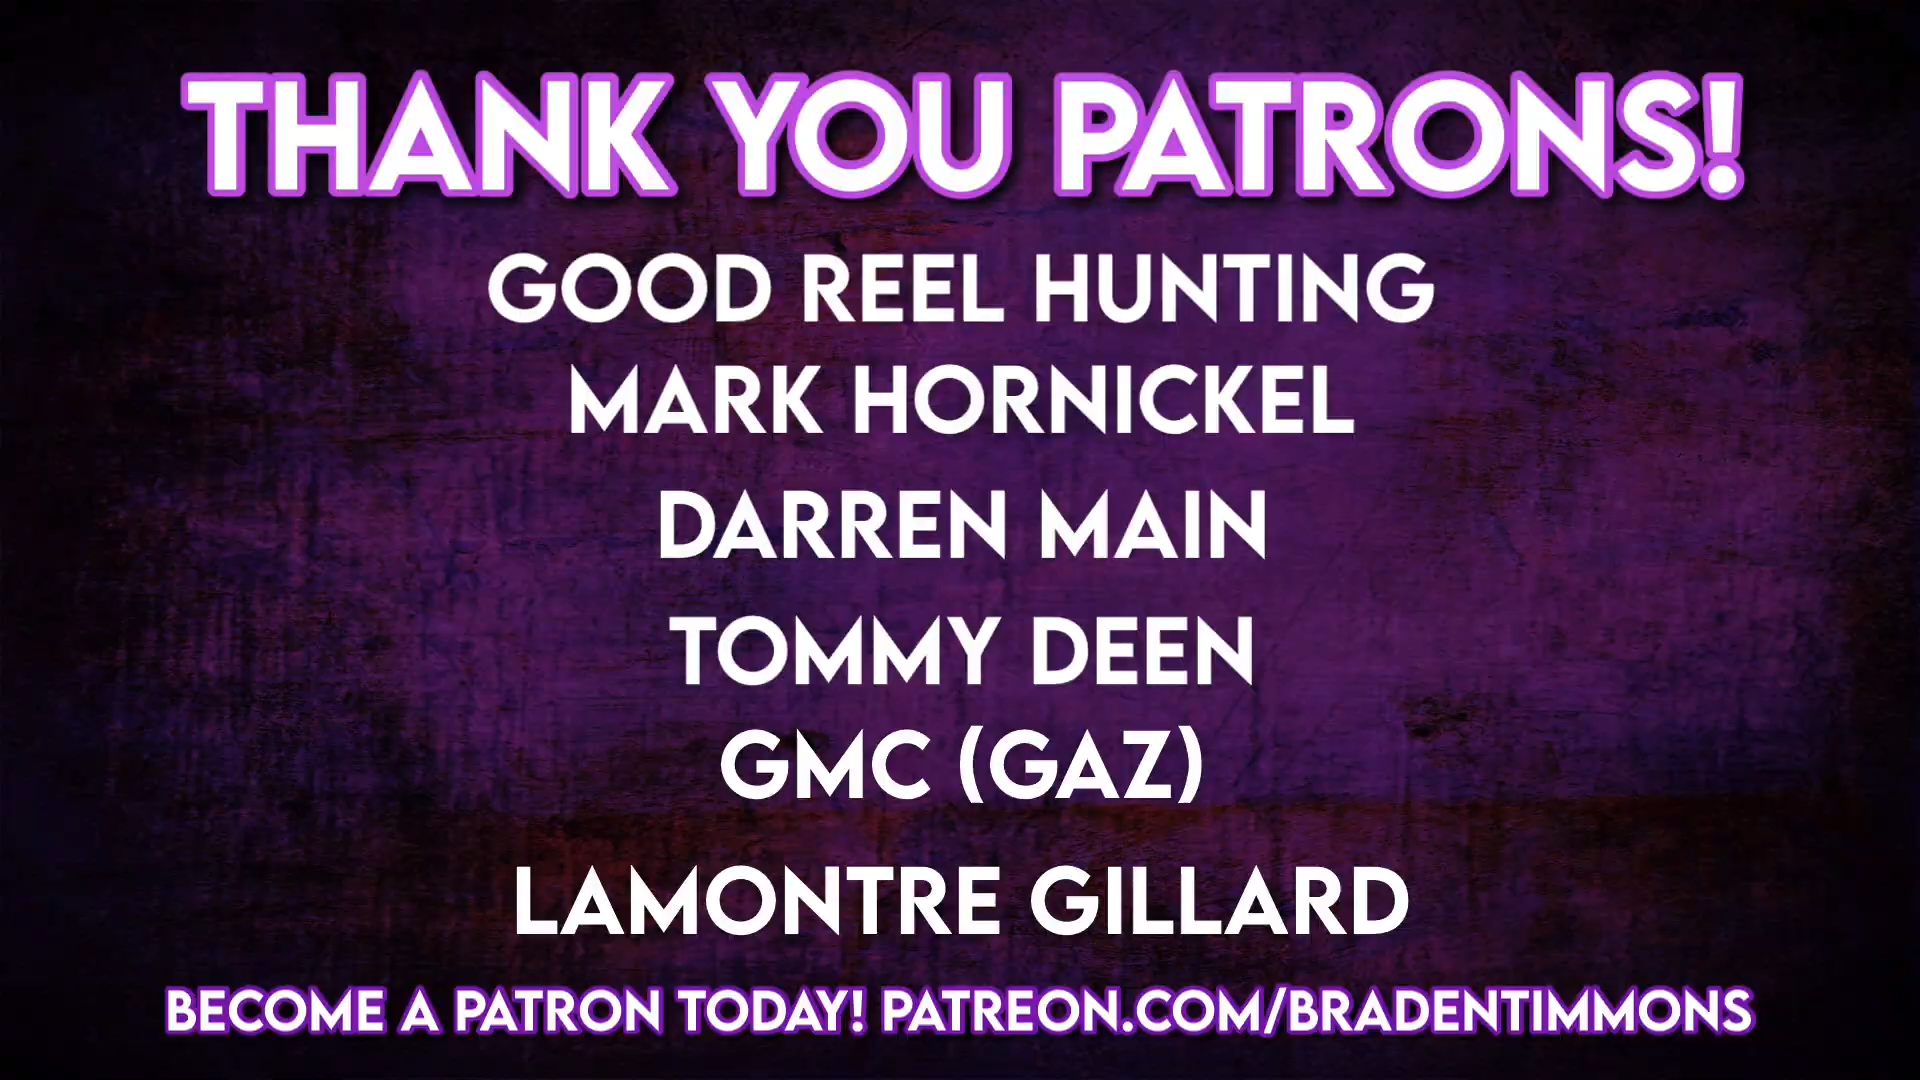 THANK YOU PATRONS!
GOOD REEL HUNTING
MARK HORNICKEL
DARREN MAIN
TOMMY DEEN
GMC (GAZ)
LAMONTRE GILLARD
BECOME A PATRON TODAY! PATREON.COM/BRADENTIMMONS